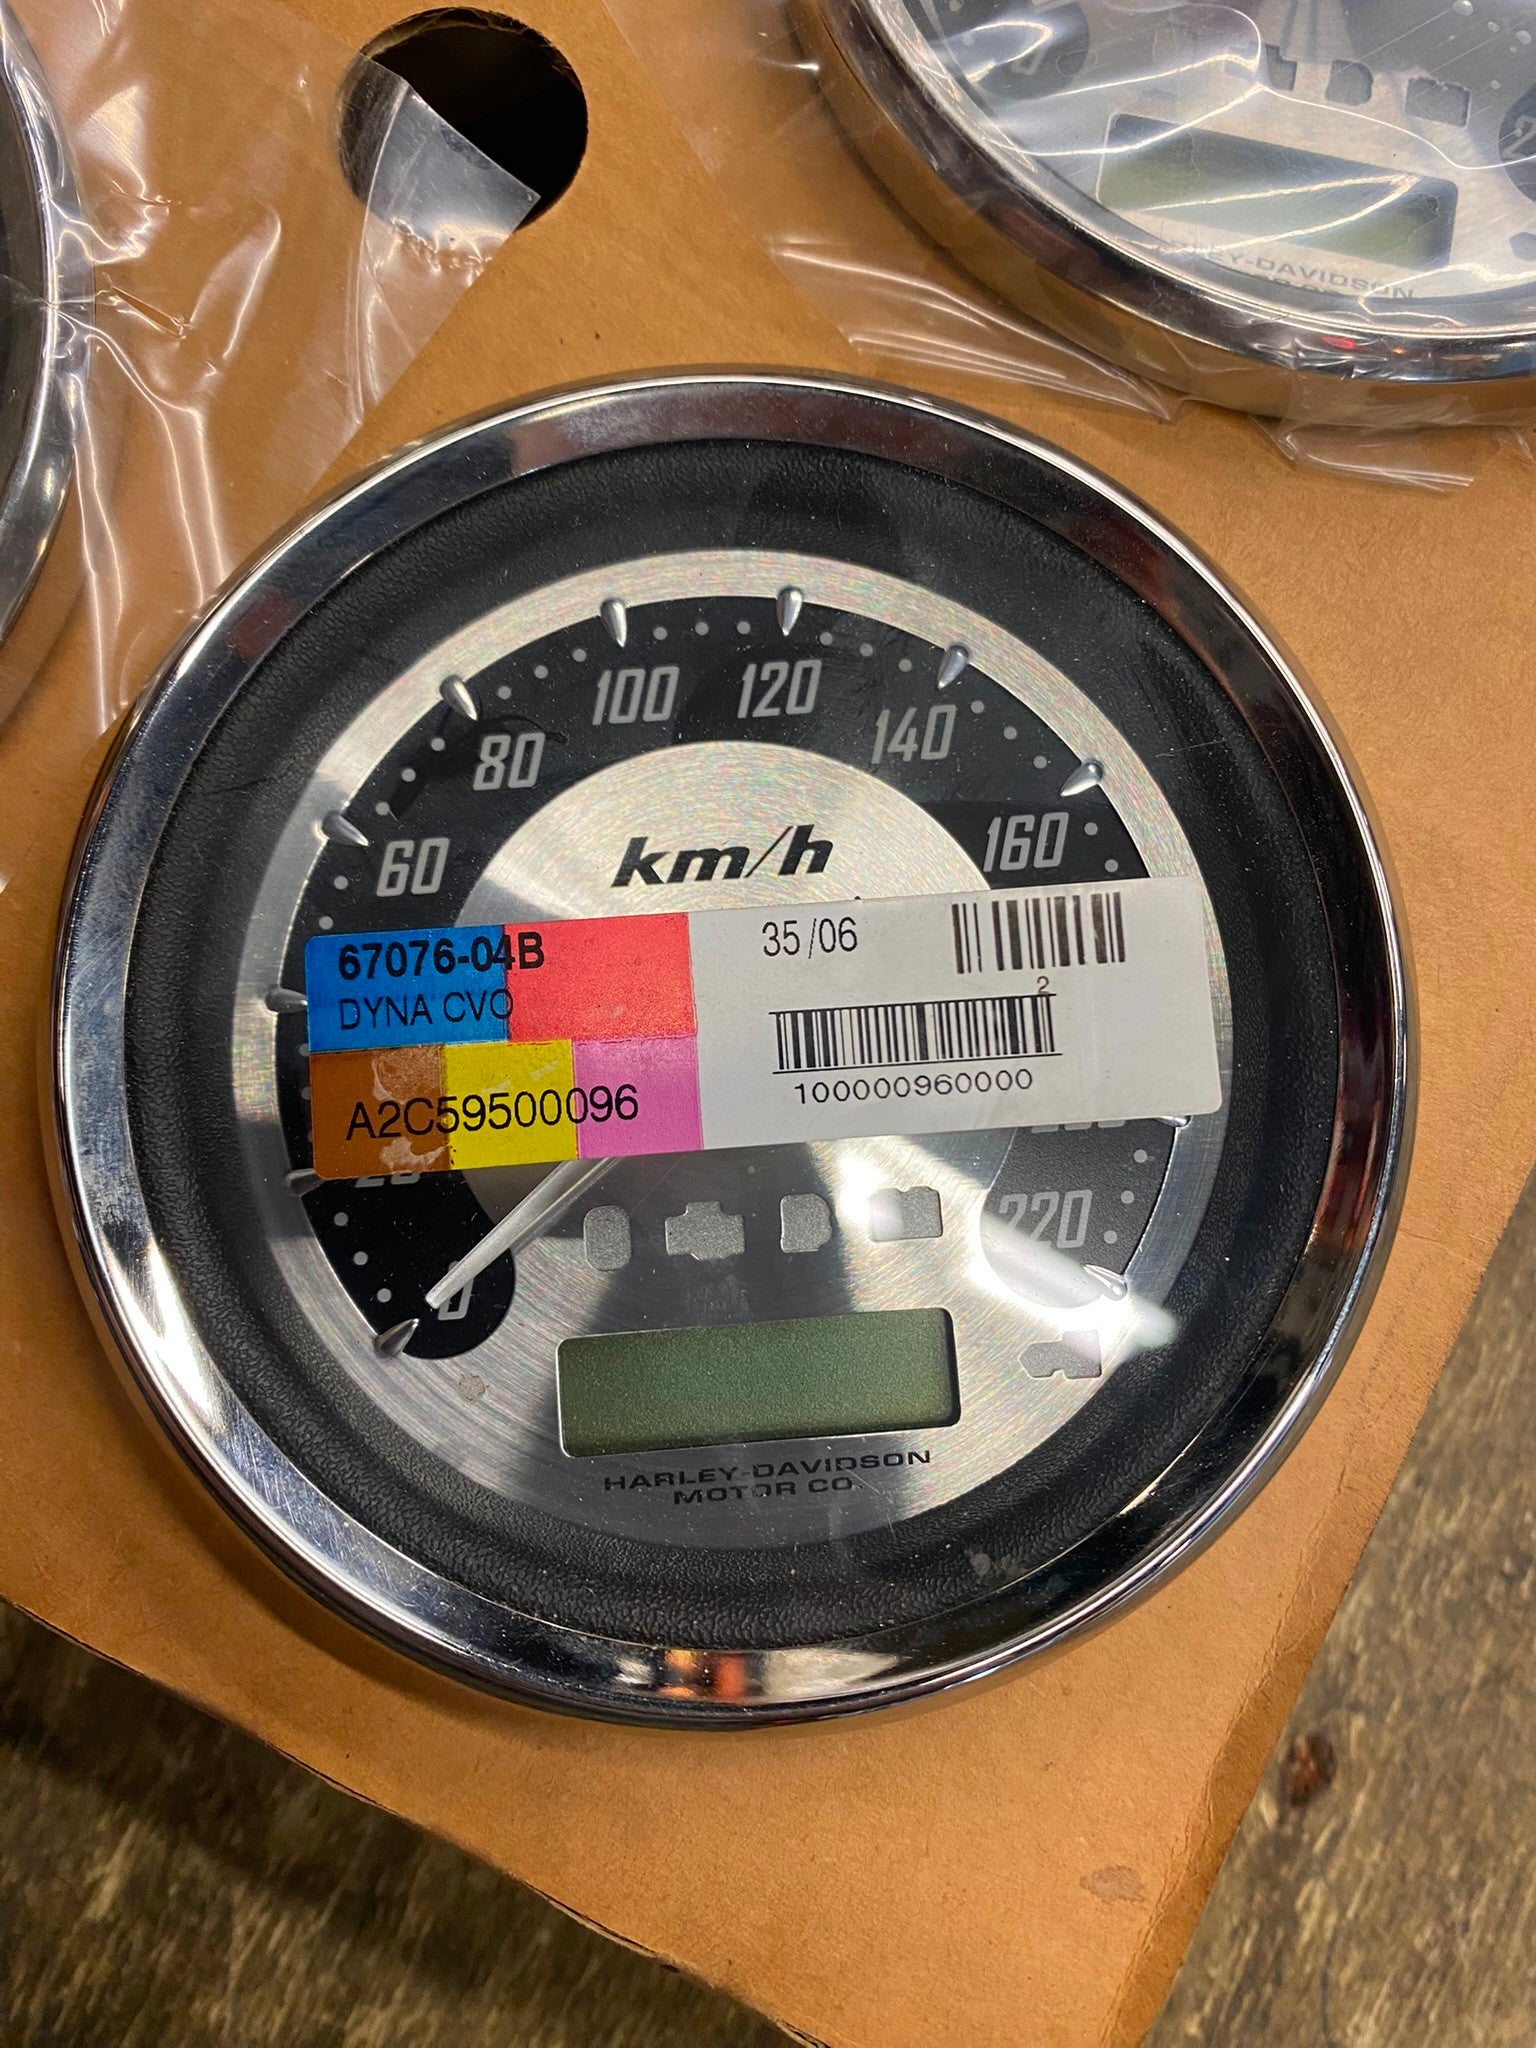 HARLEY-DAVIDSON
100
120
80
140
60
160
km/h
67076-04B
DYNA CVO
A2C59500096
35/06
2
100000960000
220
0
HARLEY-DAVIDSON
MOTOR CO.